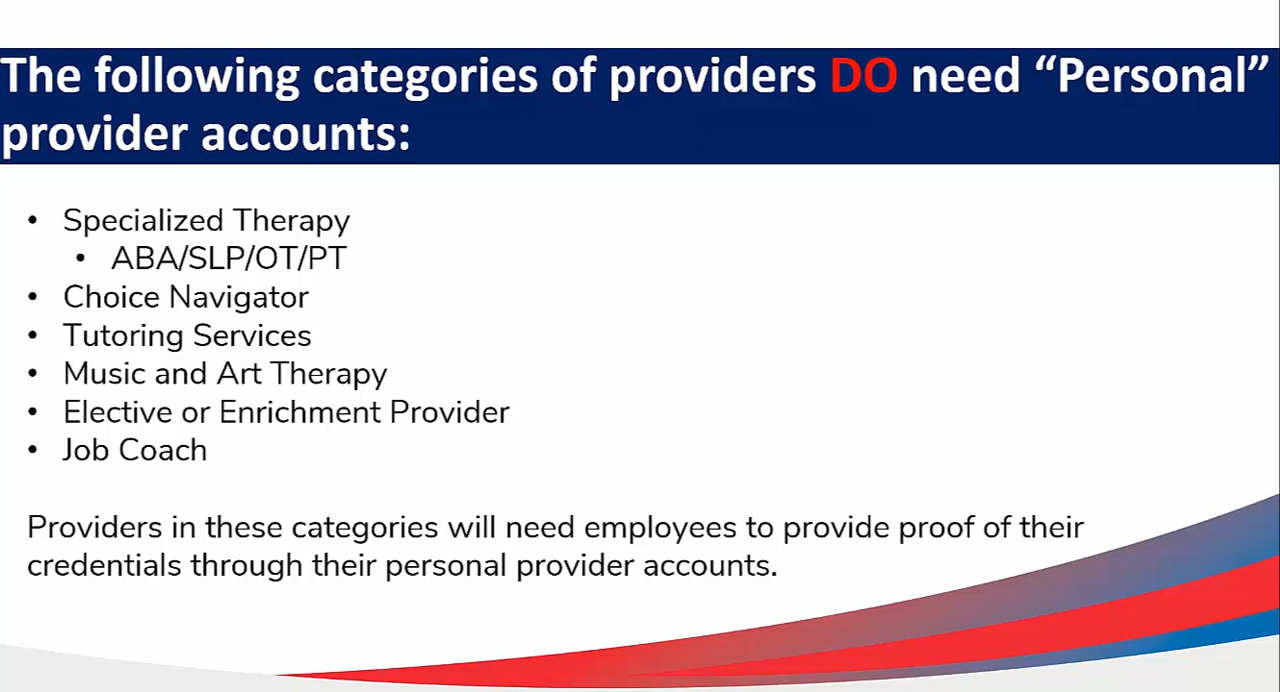 The following categories of providers DO need “Personal”
provider accounts:
• Specialized Therapy
• ABA/SLP/OT/PT
• Choice Navigator
• Tutoring Services
• Music and Art Therapy
• Elective or Enrichment Provider
• Job Coach
Providers in these categories will need employees to provide proof of their
credentials through their personal provider accounts.